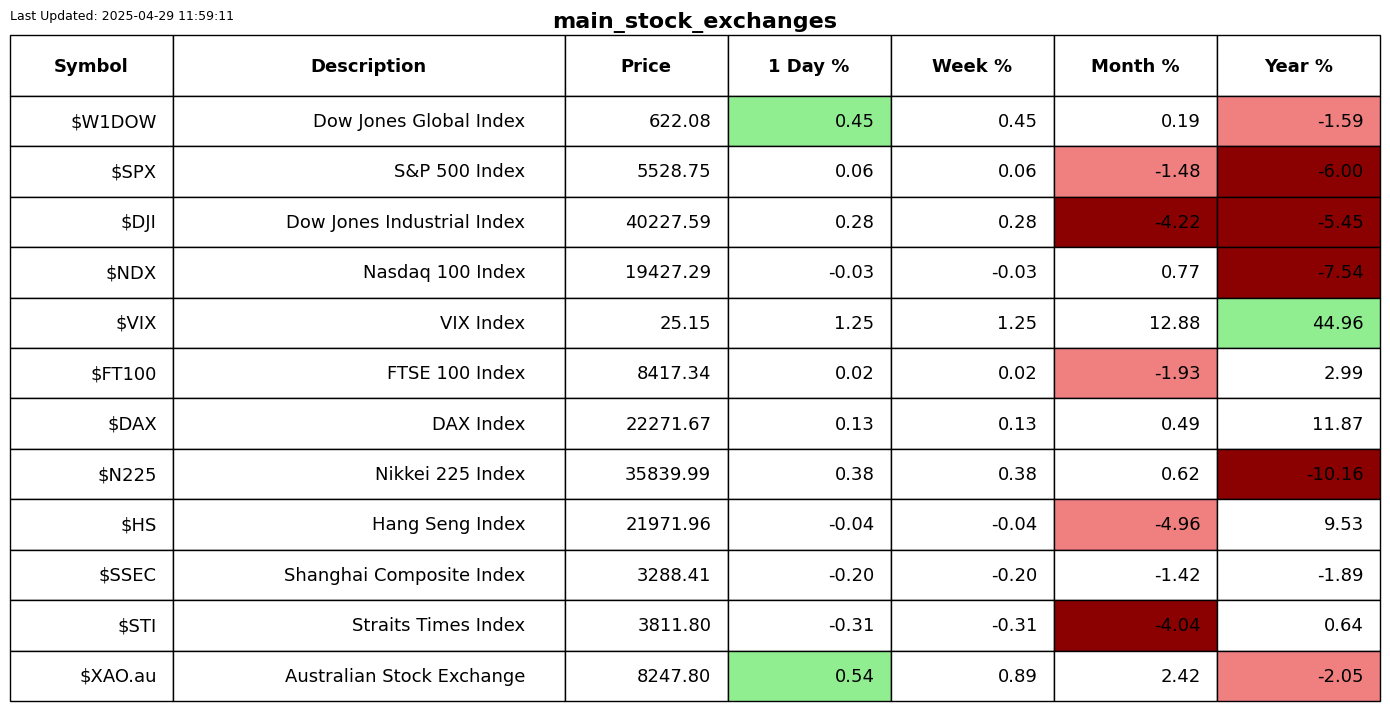 Last Updated: 2025-04-29 11:59:11
main_stock_exchanges
Symbol Description Price 1 Day % Week % Month % Year %
$W1DOW Dow Jones Global Index 622.08 0.45 0.45 0.19 -1.59
$SPX S&P 500 Index 5528.75 0.06 0.06 -1.48 -6.00
$DJI Dow Jones Industrial Index 40227.59 0.28 0.28 -4.22 -5.45
$NDX Nasdaq 100 Index 19427.29 -0.03 -0.03 0.77 -7.54
$VIX VIX Index 25.15 1.25 1.25 12.88 44.96
$FT100 FTSE 100 Index 8417.34 0.02 0.02 -1.93 2.99
$DAX DAX Index 22271.67 0.13 0.13 0.49 11.87
$N225 Nikkei 225 Index 35839.99 0.38 0.38 0.62 -10.16
$HS Hang Seng Index 21971.96 -0.04 -0.04 -4.96 9.53
$SSEC Shanghai Composite Index 3288.41 -0.20 -0.20 -1.42 -1.89
$STI Straits Times Index 3811.80 -0.31 -0.31 -4.04 0.64
$XAO.au Australian Stock Exchange 8247.80 0.54 0.89 2.42 -2.05